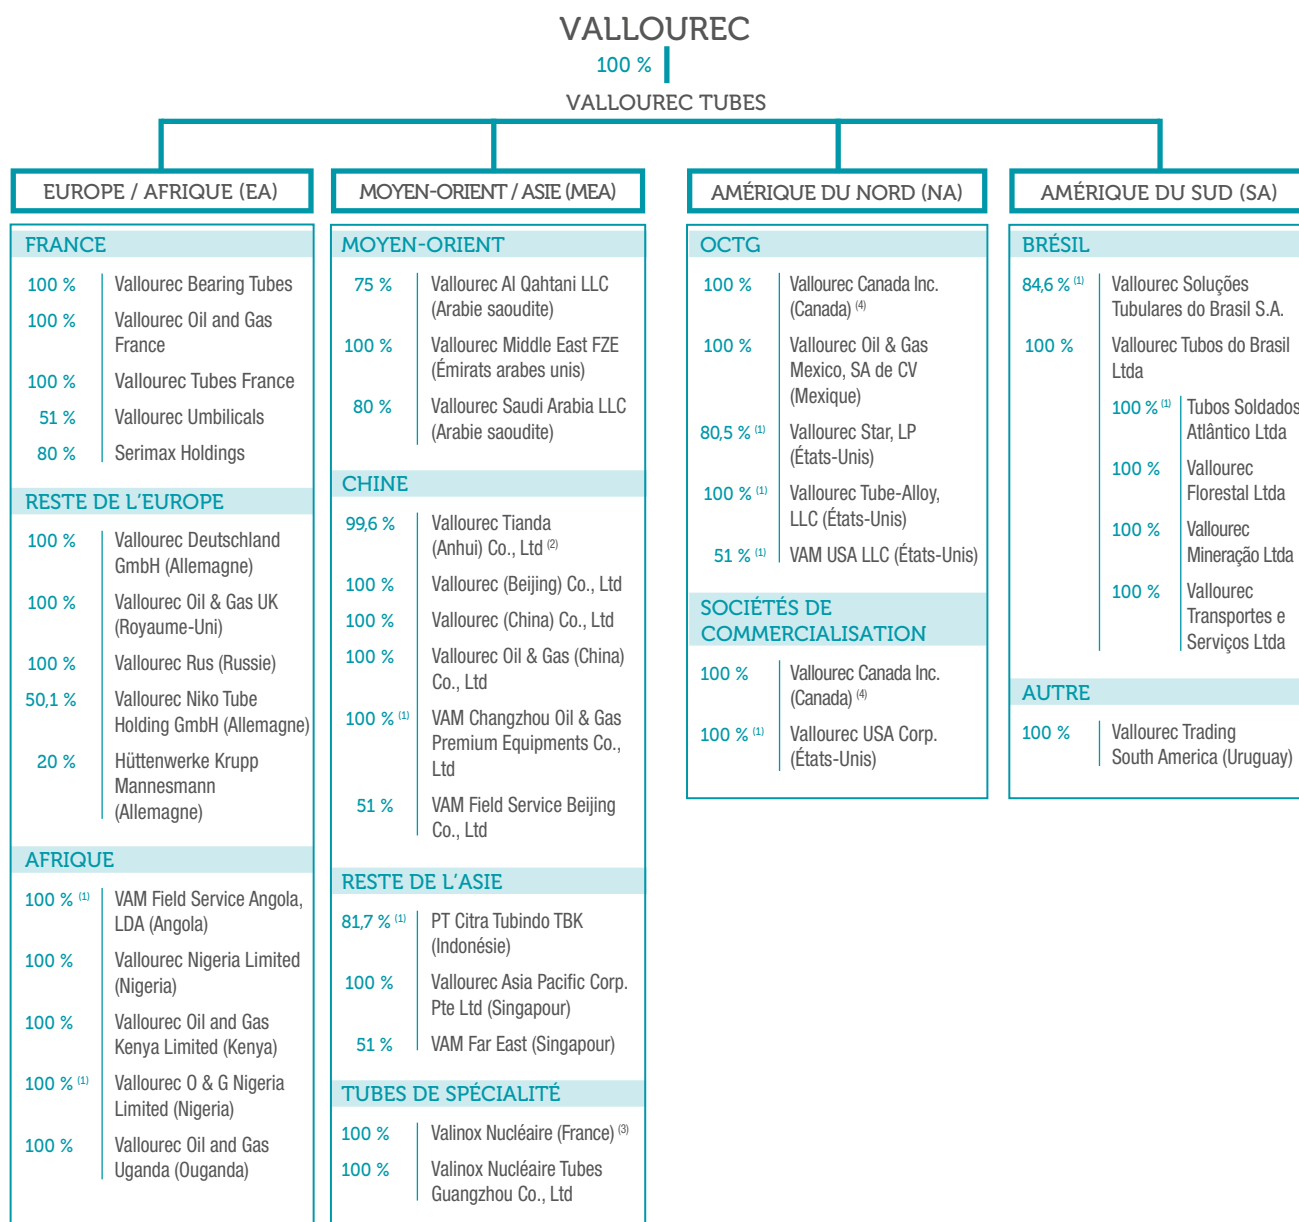 VALLOUREC
100 %
VALLOUREC TUBES
EUROPE / AFRIQUE (EA)
FRANCE
100 % Vallourec Bearing Tubes
100 % Vallourec Oil and Gas
France
100 % Vallourec Tubes France
51 % Vallourec Umbilicals
80 % Serimax Holdings
RESTE DE L’EUROPE
100 % Vallourec Deutschland
GmbH (Allemagne)
100 % Vallourec Oil & Gas UK
(Royaume-Uni)
100 % Vallourec Rus (Russie)
50,1 % Vallourec Niko Tube
Holding GmbH (Allemagne)
20 % Hüttenwerke Krupp
Mannesmann
(Allemagne)
AFRIQUE
100 % (1) VAM Field Service Angola,
LDA (Angola)
100 % Vallourec Nigeria Limited
(Nigeria)
100 % Vallourec Oil and Gas
Kenya Limited (Kenya)
100 % (1) Vallourec O & G Nigeria
Limited (Nigeria)
100 % Vallourec Oil and Gas
Uganda (Ouganda)
MOYEN-ORIENT / ASIE (MEA)
MOYEN-ORIENT
75 % Vallourec Al Qahtani LLC
(Arabie saoudite)
100 % Vallourec Middle East FZE
(Émirats arabes unis)
80 % Vallourec Saudi Arabia LLC
(Arabie saoudite)
CHINE
99,6 % Vallourec Tianda
(Anhui) Co., Ltd (2)
100 % Vallourec (Beijing) Co., Ltd
100 % Vallourec (China) Co., Ltd
100 % Vallourec Oil & Gas (China)
Co., Ltd
100 % (1) VAM Changzhou Oil & Gas
Premium Equipments Co.,
Ltd
51 % VAM Field Service Beijing
Co., Ltd
RESTE DE L’ASIE
81,7 % (1) PT Citra Tubindo TBK
(Indonésie)
100 % Vallourec Asia Pacific Corp.
Pte Ltd (Singapour)
51 % VAM Far East (Singapour)
TUBES DE SPÉCIALITÉ
100 % Valinox Nucléaire (France) (3)
100 % Valinox Nucléaire Tubes
Guangzhou Co., Ltd
AMÉRIQUE DU NORD (NA)
OCTG
100 % Vallourec Canada Inc.
(Canada) (4)
100 % Vallourec Oil & Gas
Mexico, SA de CV
(Mexique)
80,5 % (1) Vallourec Star, LP
(États-Unis)
100 % (1) Vallourec Tube-Alloy,
LLC (États-Unis)
51 % (1) VAM USA LLC (États-Unis)
SOCIÉTÉS DE
COMMERCIALISATION
100 % Vallourec Canada Inc.
(Canada) (4)
100 % (1) Vallourec USA Corp.
(États-Unis)
AMÉRIQUE DU SUD (SA)
BRÉSIL
84,6 % (1) Vallourec Soluções
Tubulares do Brasil S.A.
100 % Vallourec Tubos do Brasil
Ltda
100 % (1) Tubos Soldados
Atlântico Ltda
100 % Vallourec
Florestal Ltda
100 % Vallourec
Mineração Ltda
100 % Vallourec
Transportes e
Serviços Ltda
AUTRE
100 % Vallourec Trading
South America (Uruguay)